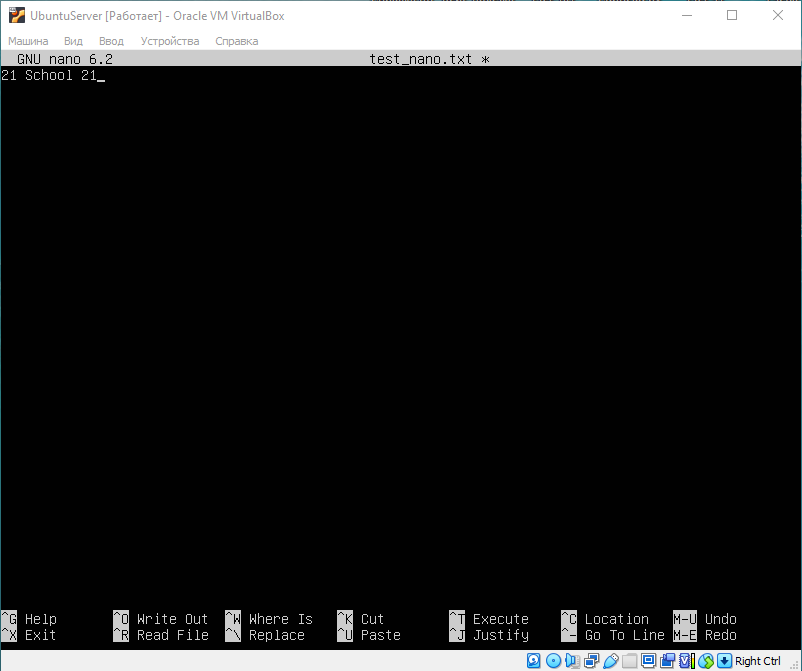 UbuntuServer [Работает] - Oracle VM VirtualBox
Машина Вид Ввод Устройства Справка
GNU nano 6.2 test_nano.txt *
21 School 21_
^G Help ^O Write Out ^W Where Is ^K Cut ^T Execute ^C Location M-U Undo
^X Exit ^R Read File ^\ Replace ^U Paste ^J Justify ^- Go To Line M-E Redo
Right Ctrl